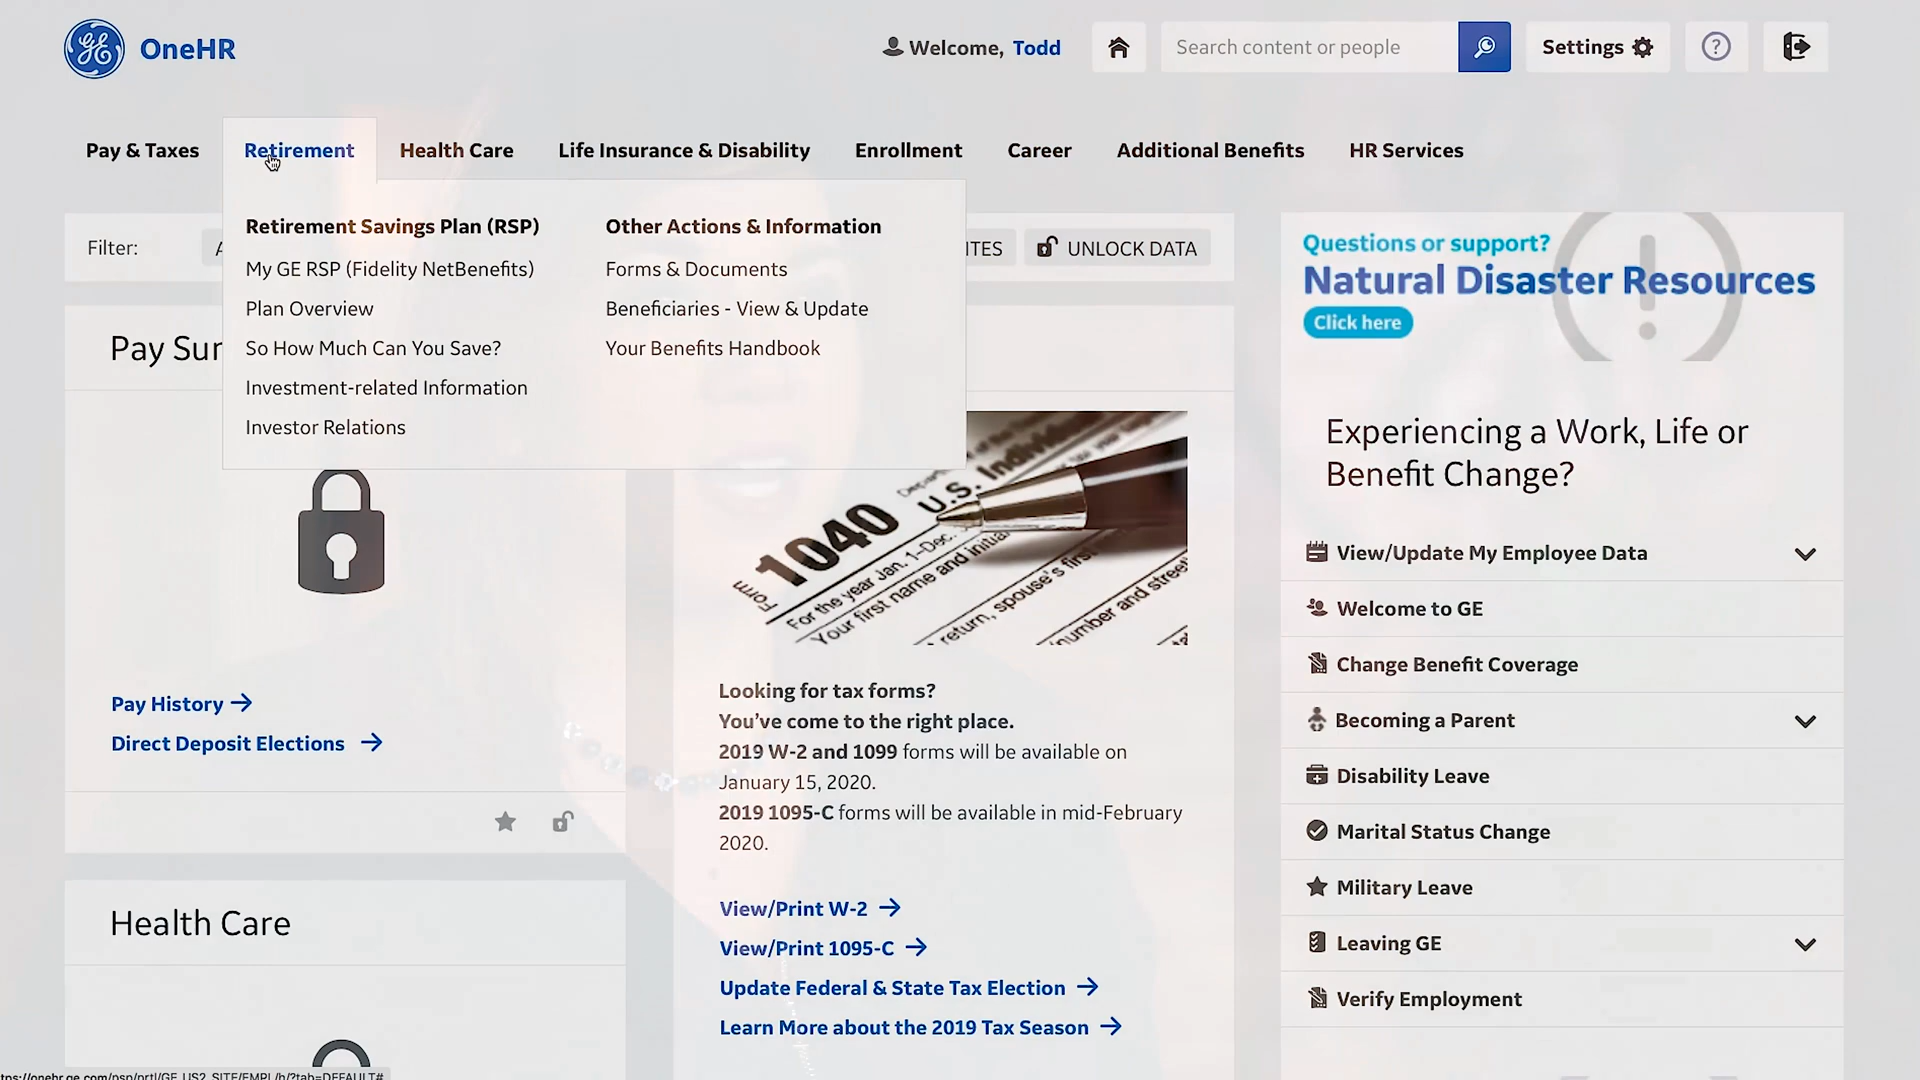 OneHR
Welcome, Todd
Search content or people
Settings
Pay & Taxes
Retirement
Health Care
Life Insurance & Disability
Enrollment
Career
Additional Benefits
HR Services
Retirement Savings Plan (RSP)
My GE RSP (Fidelity NetBenefits)
Plan Overview
So How Much Can You Save?
Investment-related Information
Investor Relations
Other Actions & Information
Forms & Documents
Beneficiaries - View & Update
Your Benefits Handbook
Filter:
UNLOCK DATA
Pay Sur
Pay History
Direct Deposit Elections
Health Care
Form 1040
U.S. Individ
For the year Jan. 1–Dec.
Your first name and initia
return, spouse's firs
number and street
Looking for tax forms?
You've come to the right place.
2019 W-2 and 1099 forms will be available on
January 15, 2020.
2019 1095-C forms will be available in mid-February
2020.
View/Print W-2
View/Print 1095-C
Update Federal & State Tax Election
Learn More about the 2019 Tax Season
Questions or support?
Natural Disaster Resources
Click here
Experiencing a Work, Life or
Benefit Change?
View/Update My Employee Data
Welcome to GE
Change Benefit Coverage
Becoming a Parent
Disability Leave
Marital Status Change
Military Leave
Leaving GE
Verify Employment